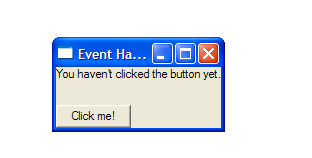 Event Ha...
You haven't clicked the button yet.
Click me!